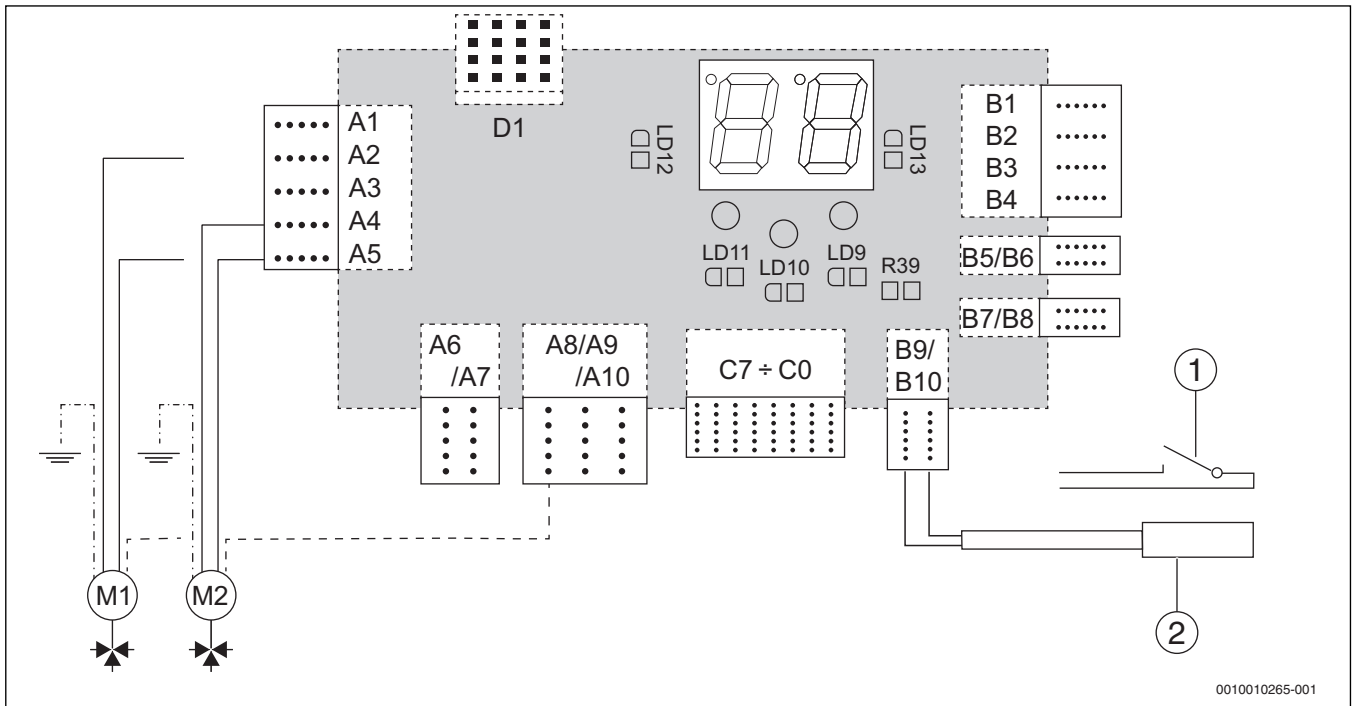 D1
A1
A2
A3
A4
A5
LD12
LD13
B1
B2
B3
B4
LD11
LD10
LD9
R39
B5/B6
B7/B8
A6
/A7
A8/A9
/A10
C7 ÷ C0
B9/
B10
1
M1
M2
2
0010010265-001